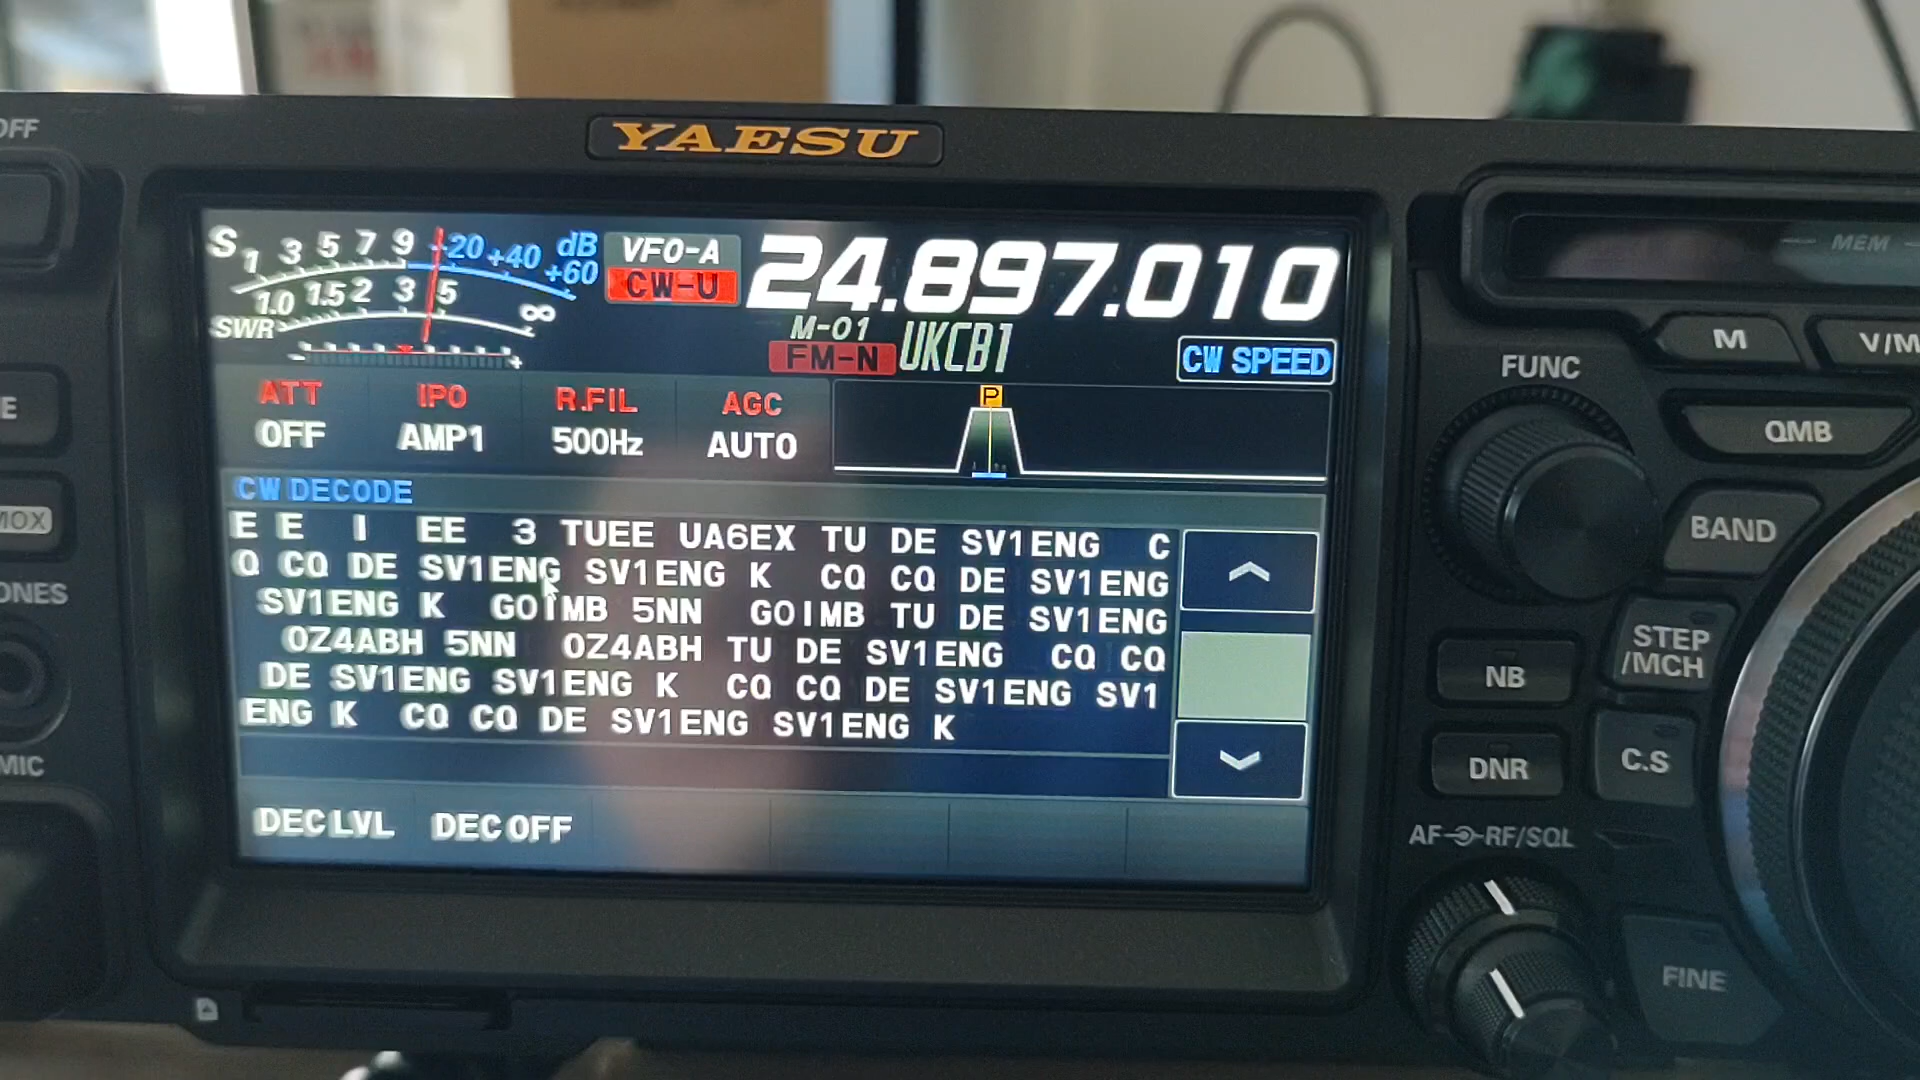 OFF
YAESU
S 1 3 5 7 9 +20 +40 +60 dB
1.0 1.5 2 3 5 ∞
SWR
- +
VFO-A
CW-U
24.897.010
M-01
FM-N
UKCB1
CW SPEED
ATT IPO R.FIL AGC
OFF AMP1 500Hz AUTO
P
CW DECODE
E E I EE 3 TUEE UA6EX TU DE SV1ENG C
Q CQ DE SV1ENG SV1ENG K CQ CQ DE SV1ENG
SV1ENG K G0IMB 5NN G0IMB TU DE SV1ENG
OZ4ABH 5NN OZ4ABH TU DE SV1ENG CQ CQ
DE SV1ENG SV1ENG K CQ CQ DE SV1ENG SV1
ENG K CQ CQ DE SV1ENG SV1ENG K
DEC LVL DEC OFF
E
MOX
ONES
MIC
MEM
M
V/M
FUNC
QMB
BAND
STEP
/MCH
NB
DNR
C.S
AF RF/SQL
FINE